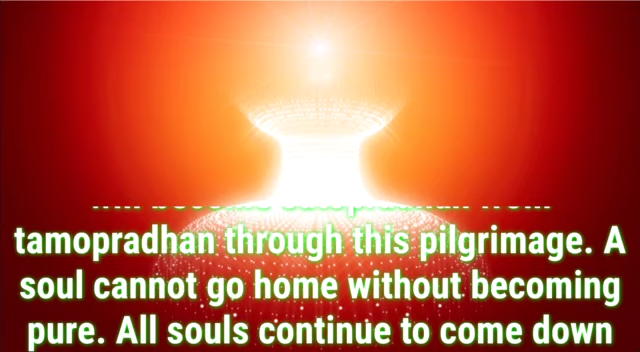 tamopradhan through this pilgrimage. A
soul cannot go home without becoming
pure. All souls continue to come down